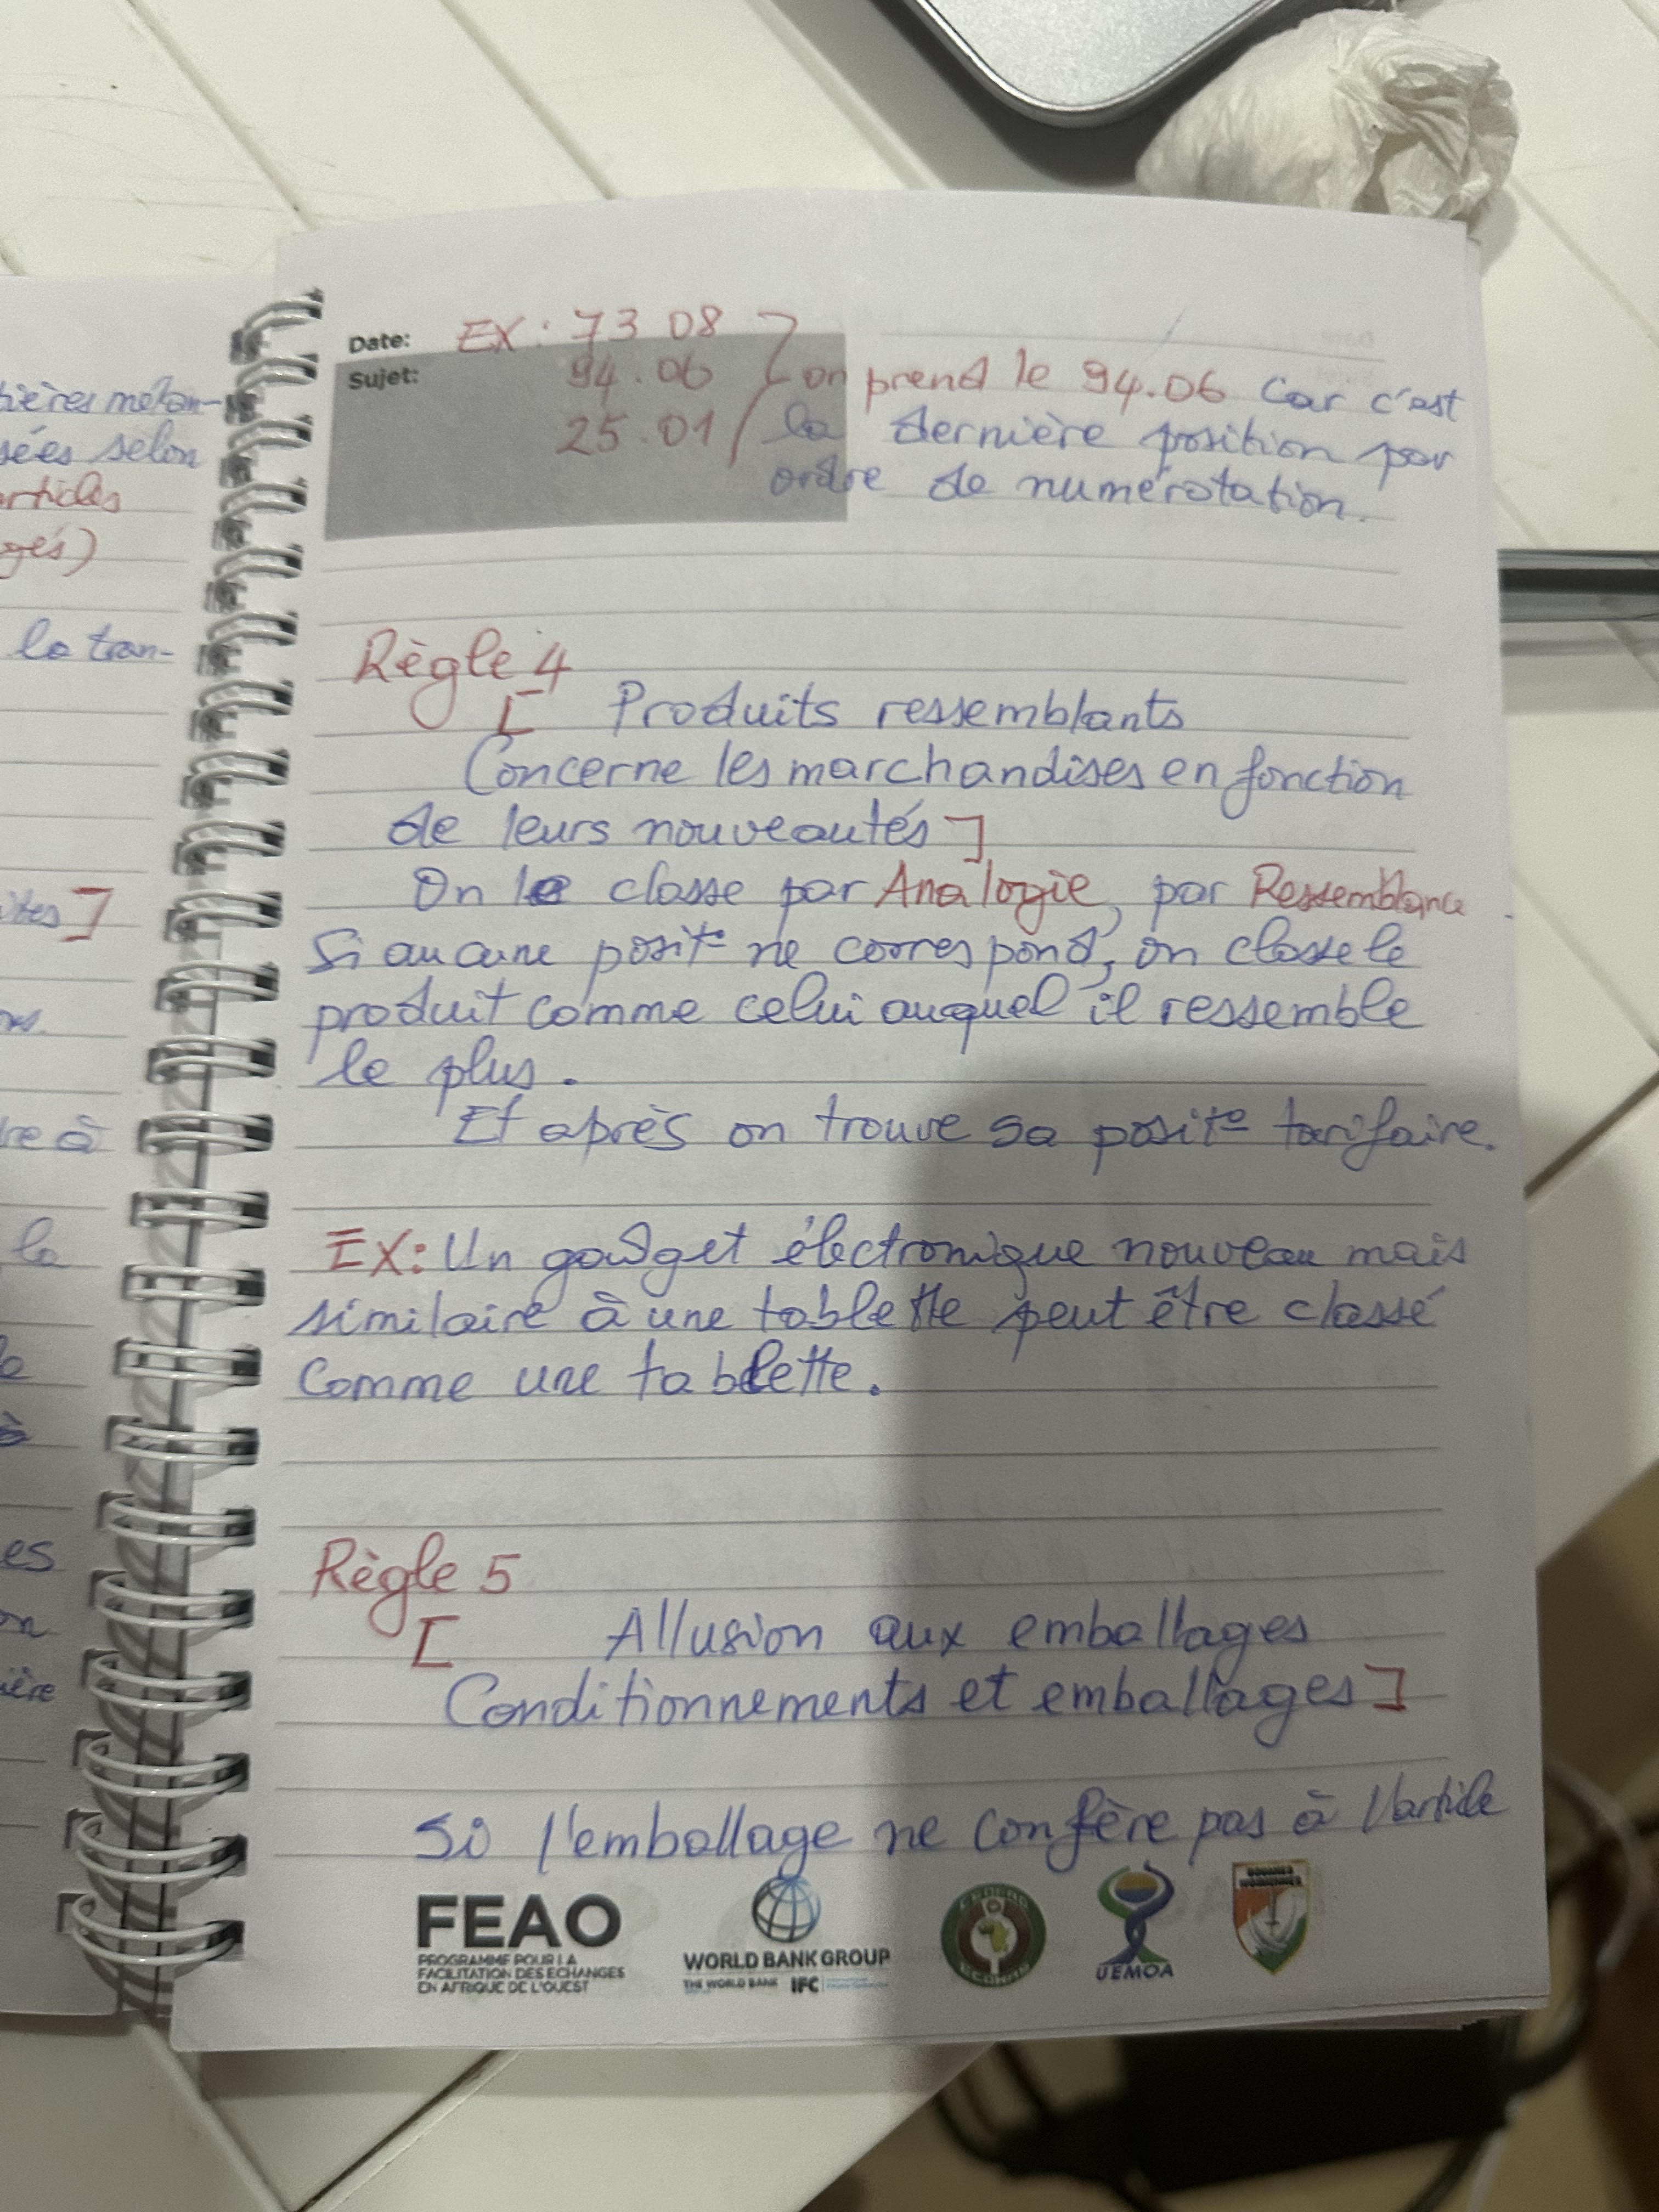 bières mélan-
sées selon
articles
gés)
la tran-
ites]
re à
la
à
es
on
ière
Date: EX: 73 08
Sujet: 94.06 on prend le 94.06 Car c'est
25.01 la dernière position par
ordre de numérotation.
Règle 4
[ Produits ressemblants
Concerne les marchandises en fonction
de leurs nouveautés]
On le classe par Analogie, par Ressemblance
Si aucune posit° ne correspond, on classe le
produit comme celui auquel il ressemble
le plus.
Et après on trouve sa posit° tarifaire.
EX: Un gadget électronique nouveau mais
similaire à une tablette peut être classé
comme une tablette.
Règle 5
[ Allusion aux emballages
Conditionnements et emballages]
Si l'emballage ne confère pas à l'article
FEAO
PROGRAMME POUR LA
FACILITATION DES ECHANGES
EN AFRIQUE DE L'OUEST
WORLD BANK GROUP
THE WORLD BANK IFC
UEMOA